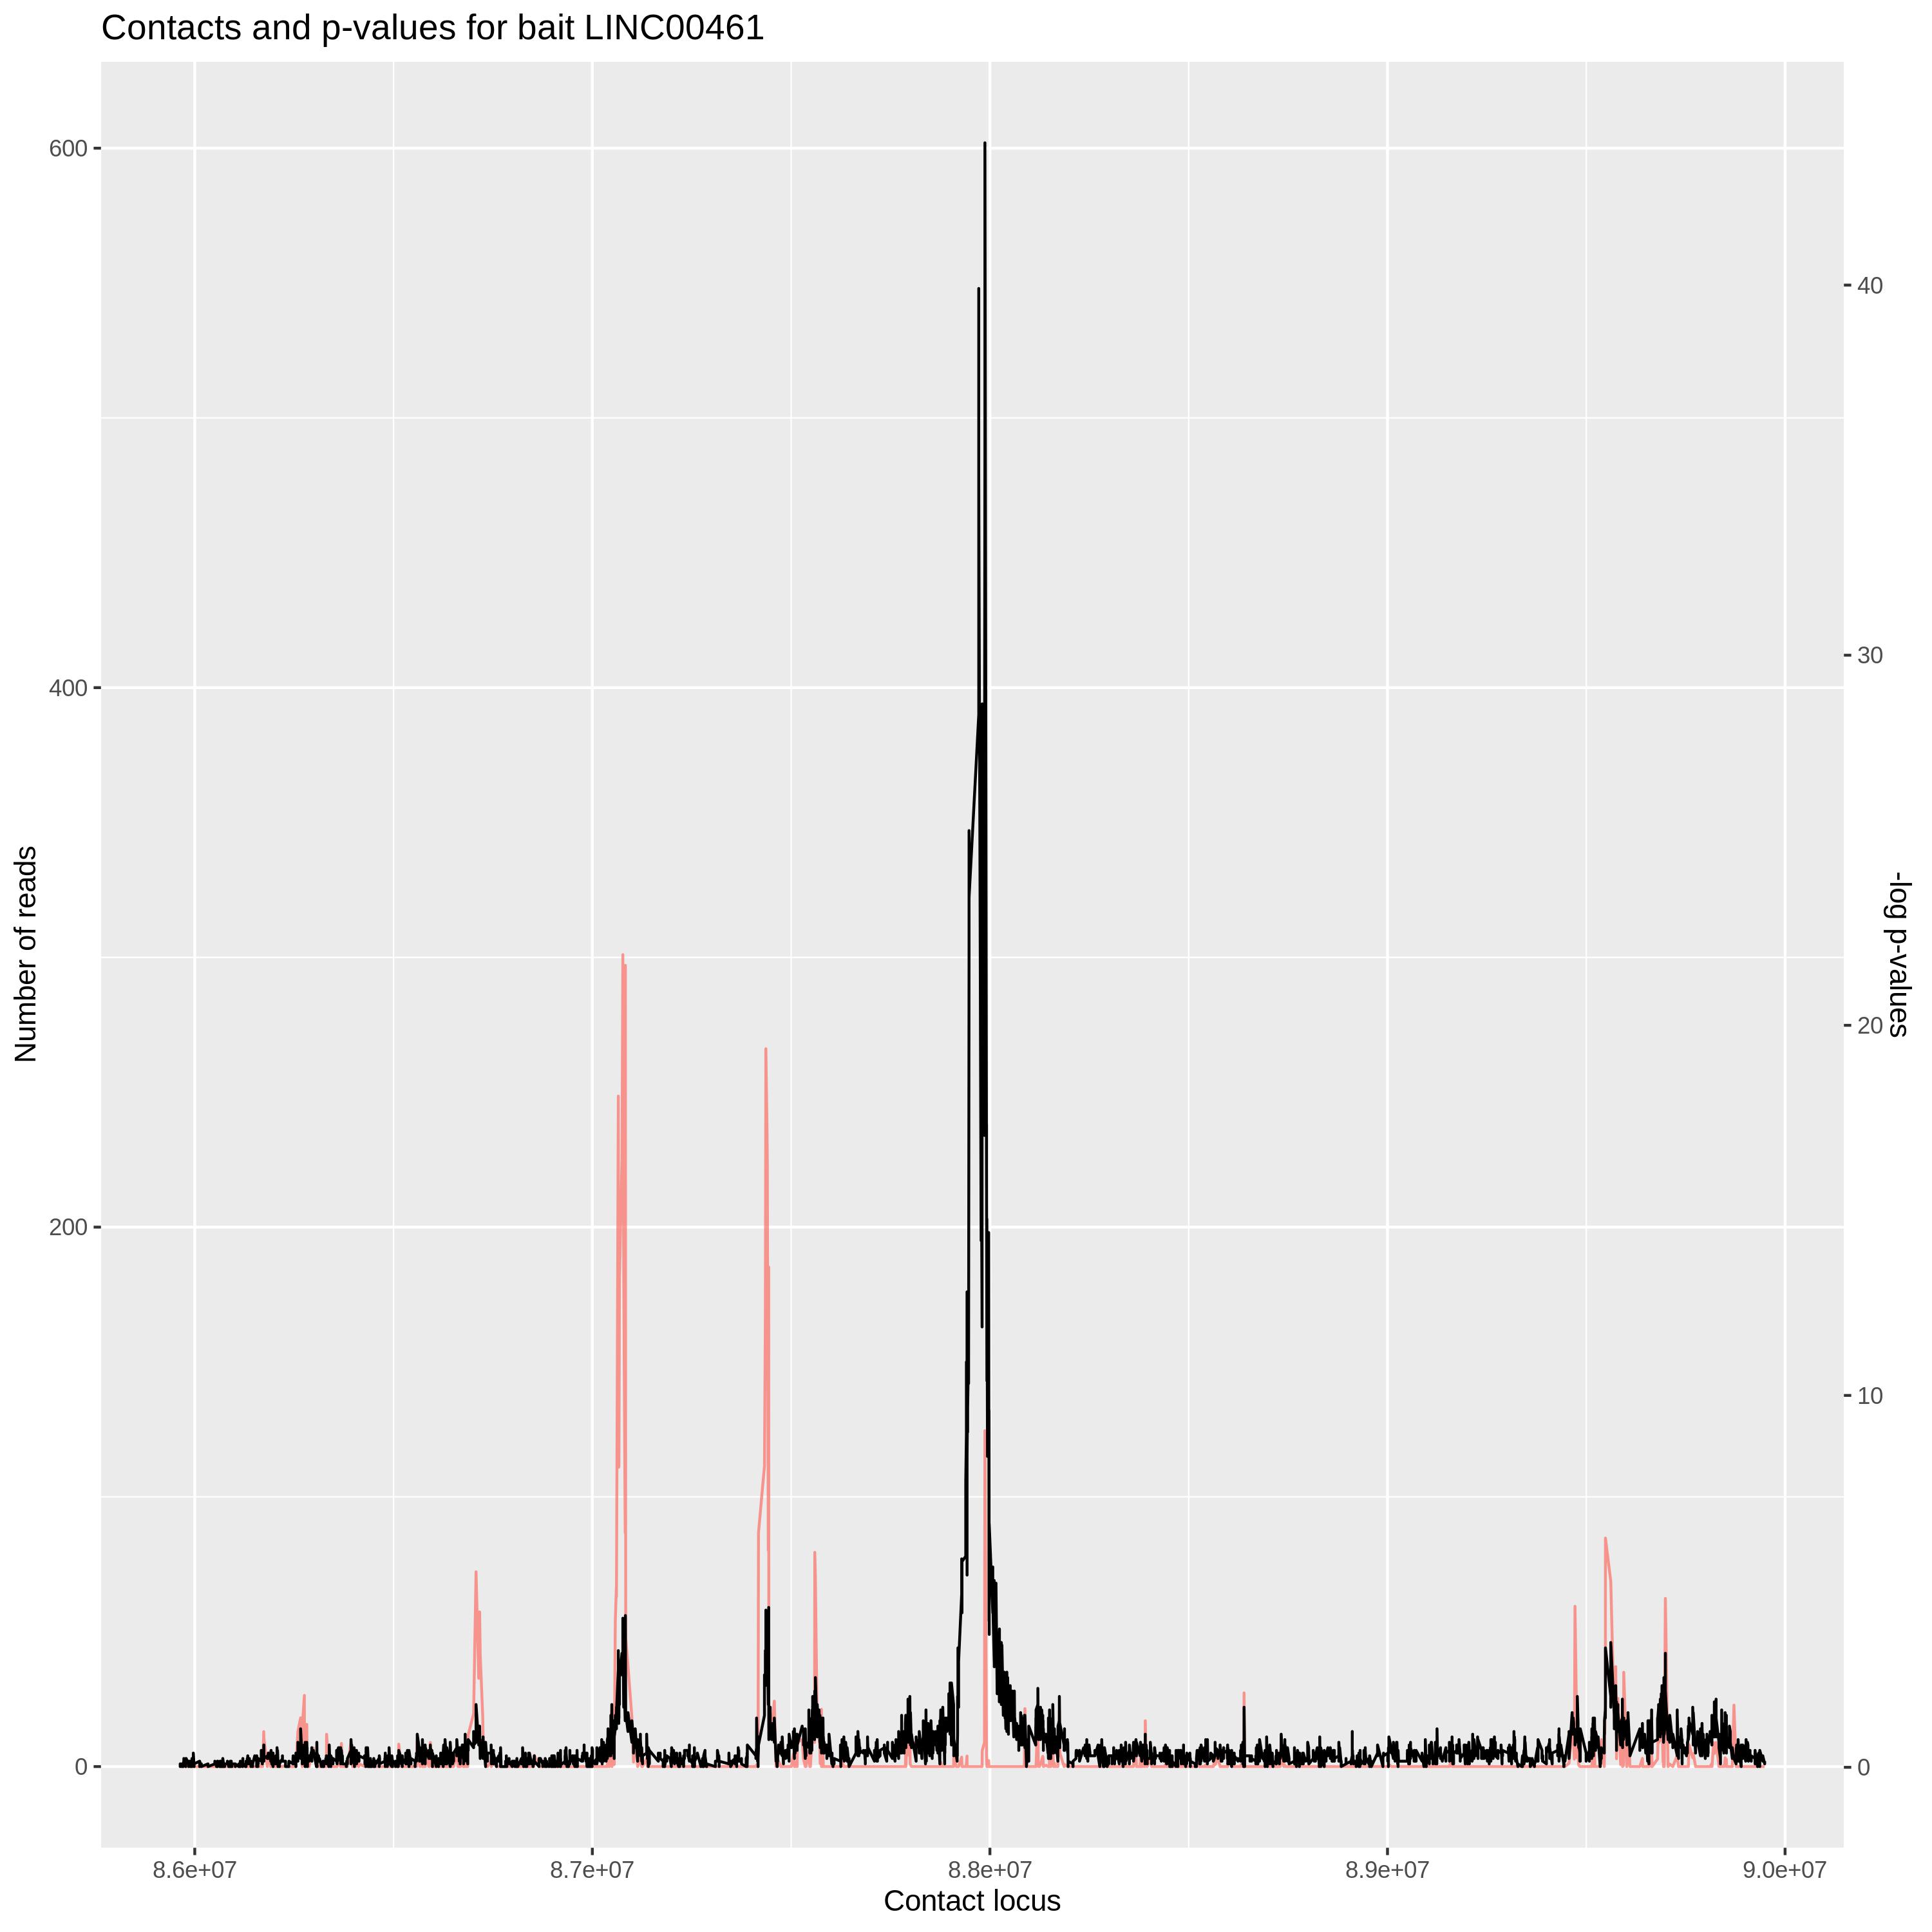 Contacts and p-values for bait LINC00461
Number of reads
600
400
200
0
40
30
20
10
0
-log p-values
8.6e+07
8.7e+07
8.8e+07
8.9e+07
9.0e+07
Contact locus